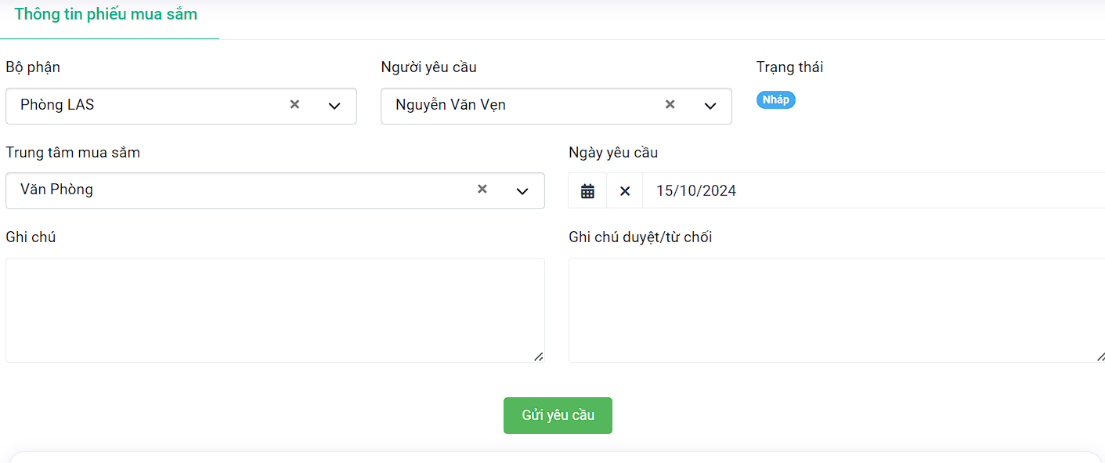 Thông tin phiếu mua sắm
Bộ phận
Người yêu cầu
Trạng thái
Phòng LAS
Nguyễn Văn Vẹn
Nháp
Trung tâm mua sắm
Ngày yêu cầu
Văn Phòng
15/10/2024
Ghi chú
Ghi chú duyệt/từ chối
Gửi yêu cầu